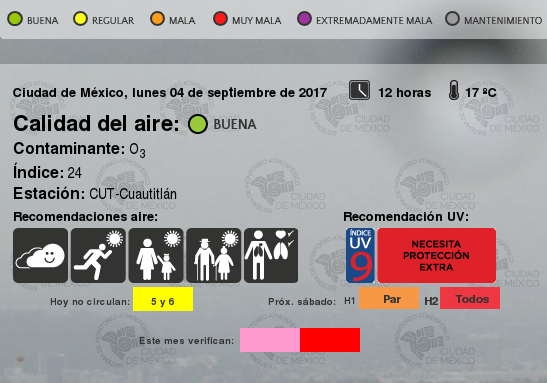 BUENA REGULAR MALA MUY MALA EXTREMADAMENTE MALA MANTENIMIENTO
Ciudad de México, lunes 04 de septiembre de 2017 12 horas 17 ºC
Calidad del aire: BUENA
Contaminante: O3
Índice: 24
Estación: CUT-Cuautitlán
Recomendaciones aire: Recomendación UV:
ÍNDICE
UV
9
NECESITA
PROTECCIÓN
EXTRA
Hoy no circulan: 5 y 6 Próx. sábado: H1 Par H2 Todos
Este mes verifican:
MONITOREO ATMOSFÉRICO
CIUDAD
DE MÉXICO